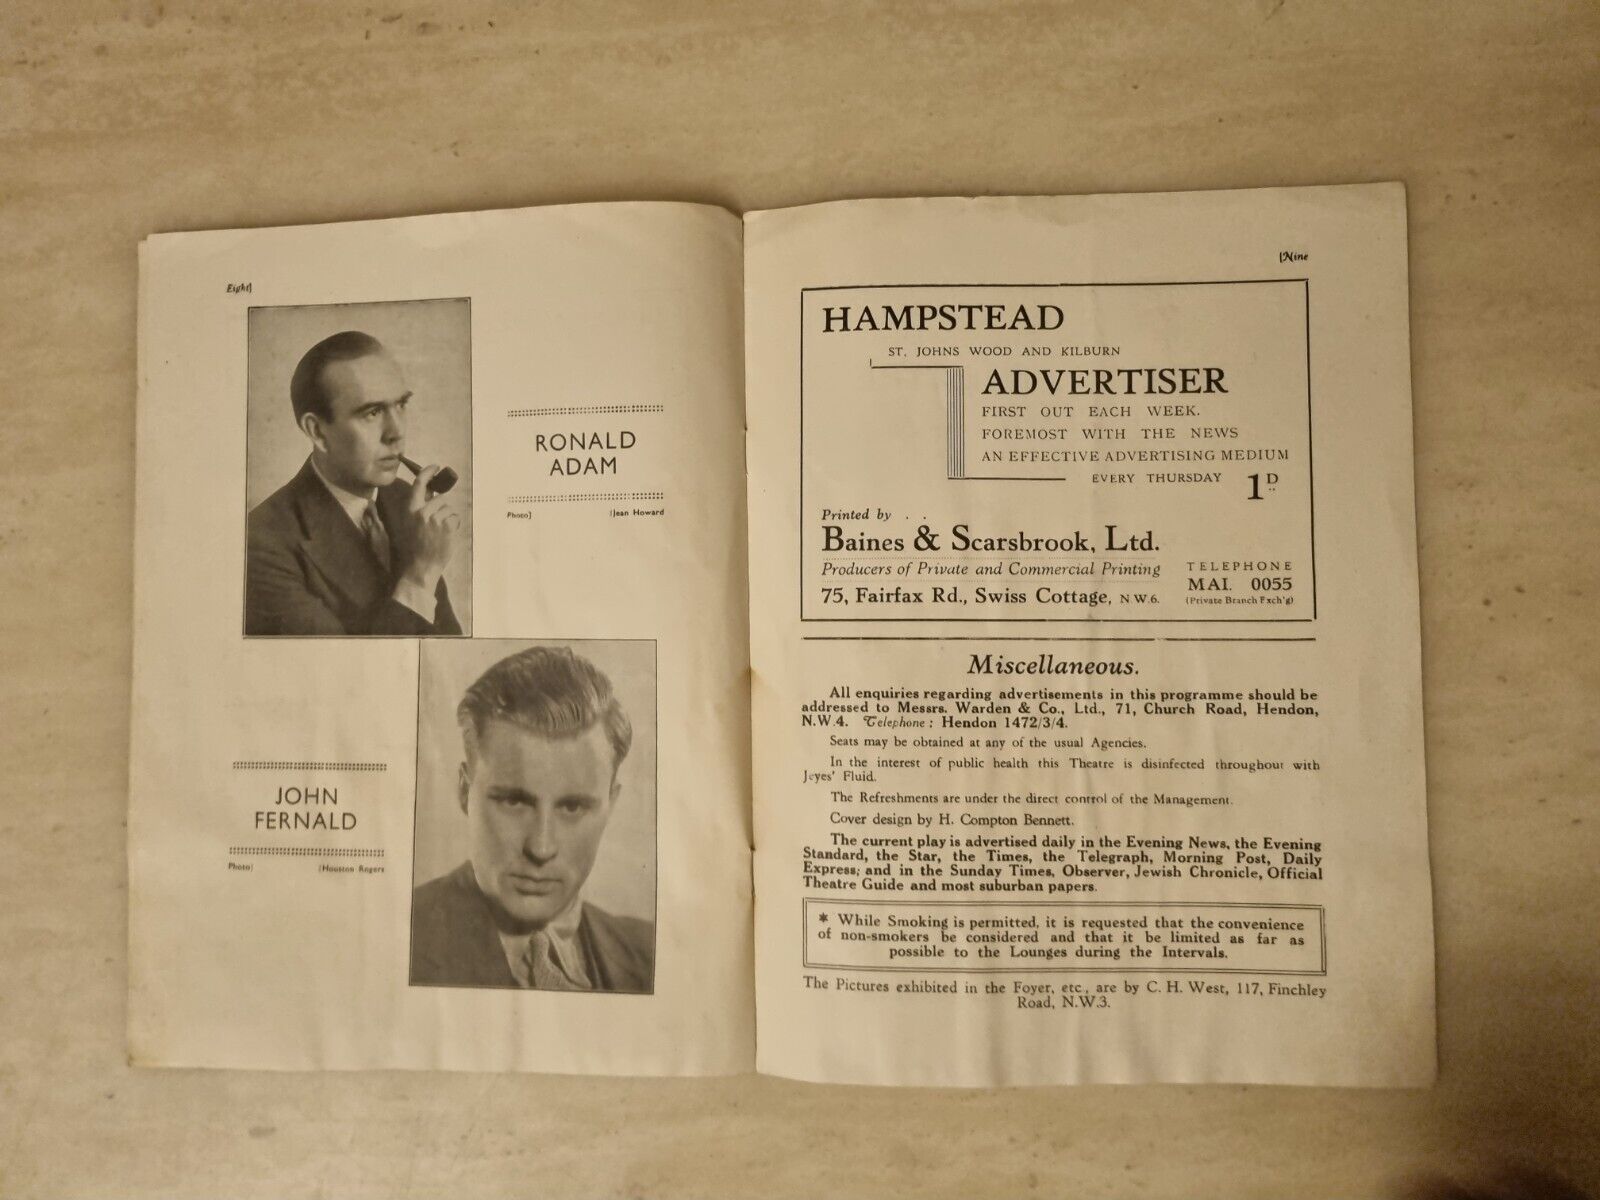 Eight]
RONALD
ADAM
Photo] [Jean Howard
JOHN
FERNALD
Photo] [Houston Rogers
[Nine
HAMPSTEAD
ST. JOHNS WOOD AND KILBURN
ADVERTISER
FIRST OUT EACH WEEK.
FOREMOST WITH THE NEWS
AN EFFECTIVE ADVERTISING MEDIUM
EVERY THURSDAY 1D
Printed by . .
Baines & Scarsbrook, Ltd.
Producers of Private and Commercial Printing
75, Fairfax Rd., Swiss Cottage, N.W.6.
TELEPHONE
MAI. 0055
(Private Branch Exch'g)
Miscellaneous.
All enquiries regarding advertisements in this programme should be
addressed to Messrs. Warden & Co., Ltd., 71, Church Road, Hendon,
N.W.4. Telephone: Hendon 1472/3/4.
Seats may be obtained at any of the usual Agencies.
In the interest of public health this Theatre is disinfected throughout with
Jeyes' Fluid.
The Refreshments are under the direct control of the Management.
Cover design by H. Compton Bennett.
The current play is advertised daily in the Evening News, the Evening
Standard, the Star, the Times, the Telegraph, Morning Post, Daily
Express; and in the Sunday Times, Observer, Jewish Chronicle, Official
Theatre Guide and most suburban papers.
* While Smoking is permitted, it is requested that the convenience
of non-smokers be considered and that it be limited as far as
possible to the Lounges during the Intervals.
The Pictures exhibited in the Foyer, etc., are by C. H. West, 117, Finchley
Road, N.W.3.